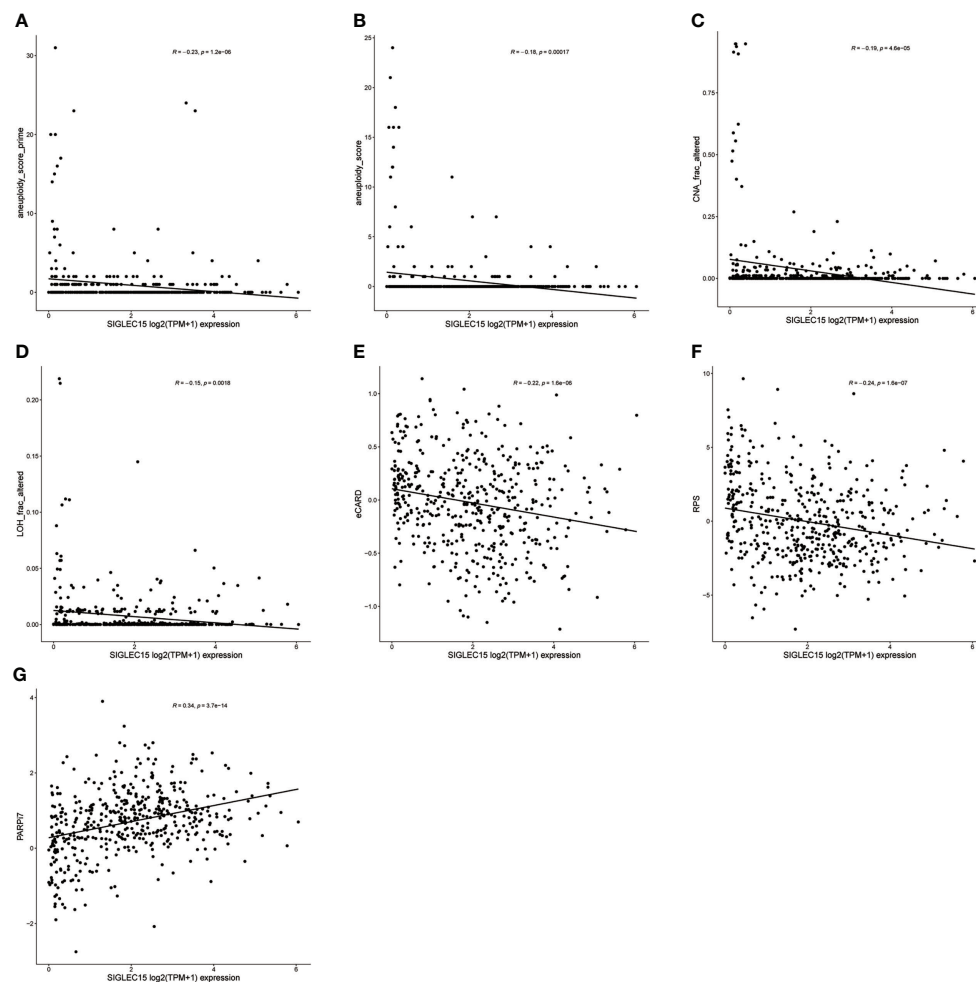 A
R = −0.23, p = 1.2e−06
30
20
10
0
aneuploidy_score_prime
0 2 4 6
SIGLEC15 log2(TPM+1) expression
B
R = −0.18, p = 0.00017
25
20
15
10
5
0
aneuploidy_score
0 2 4 6
SIGLEC15 log2(TPM+1) expression
C
R = −0.19, p = 4.6e−05
0.75
0.50
0.25
0.00
CNA_frac_altered
0 2 4 6
SIGLEC15 log2(TPM+1) expression
D
R = −0.15, p = 0.0018
0.20
0.15
0.10
0.05
0.00
LOH_frac_altered
0 2 4 6
SIGLEC15 log2(TPM+1) expression
E
R = −0.22, p = 1.6e−06
1.0
0.5
0.0
−0.5
−1.0
eCARD
0 2 4 6
SIGLEC15 log2(TPM+1) expression
F
R = −0.24, p = 1.6e−07
10
5
0
−5
RPS
0 2 4 6
SIGLEC15 log2(TPM+1) expression
G
R = 0.34, p = 3.7e−14
4
2
0
−2
PARPi7
0 2 4 6
SIGLEC15 log2(TPM+1) expression